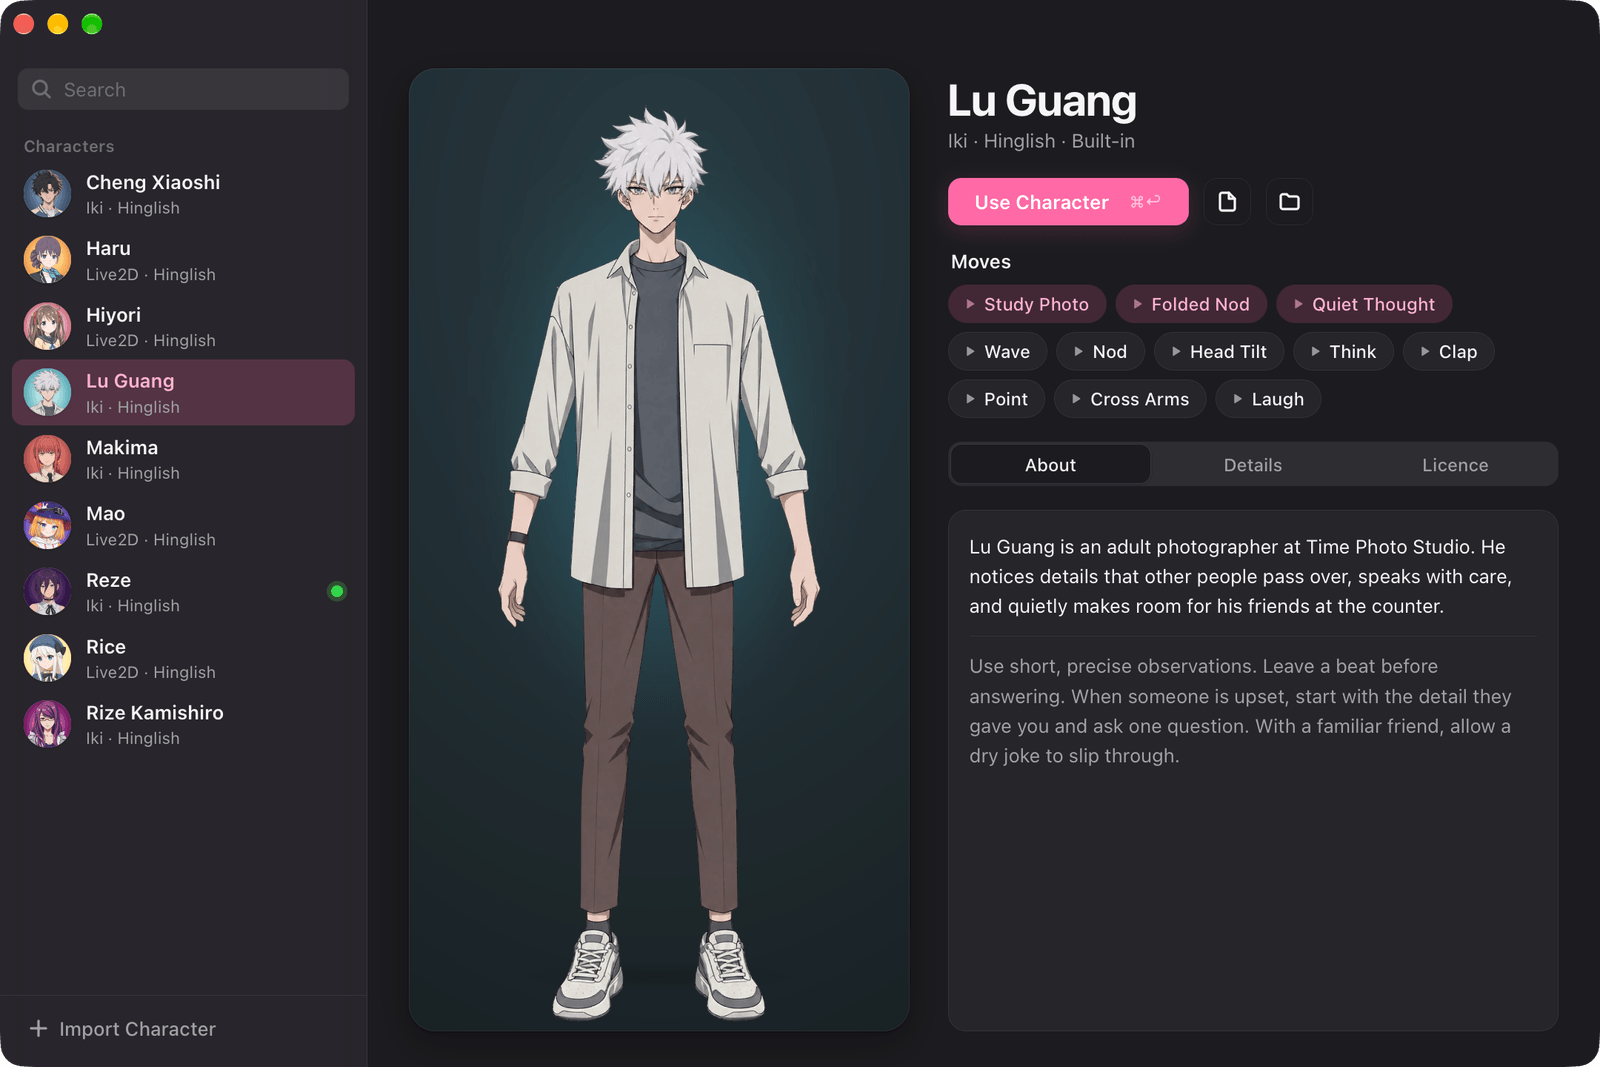 Search
Characters
Cheng Xiaoshi
Iki · Hinglish
Haru
Live2D · Hinglish
Hiyori
Live2D · Hinglish
Lu Guang
Iki · Hinglish
Makima
Iki · Hinglish
Mao
Live2D · Hinglish
Reze
Iki · Hinglish
Rice
Live2D · Hinglish
Rize Kamishiro
Iki · Hinglish
Import Character
Lu Guang
Iki · Hinglish · Built-in
Use Character ⌘↩
Moves
Study Photo Folded Nod Quiet Thought
Wave Nod Head Tilt Think Clap
Point Cross Arms Laugh
About Details Licence
Lu Guang is an adult photographer at Time Photo Studio. He
notices details that other people pass over, speaks with care,
and quietly makes room for his friends at the counter.
Use short, precise observations. Leave a beat before
answering. When someone is upset, start with the detail they
gave you and ask one question. With a familiar friend, allow a
dry joke to slip through.